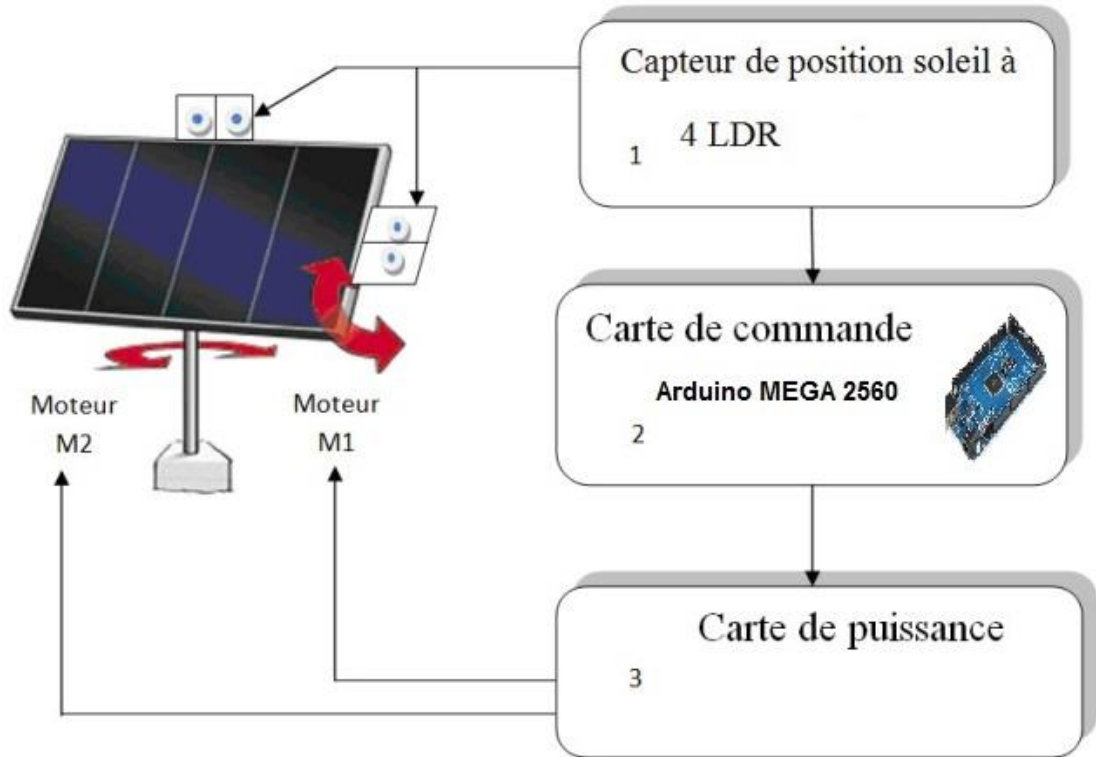 Capteur de position soleil à
4 LDR
1
Carte de commande
Arduino MEGA 2560
2
Moteur
M2
Moteur
M1
Carte de puissance
3